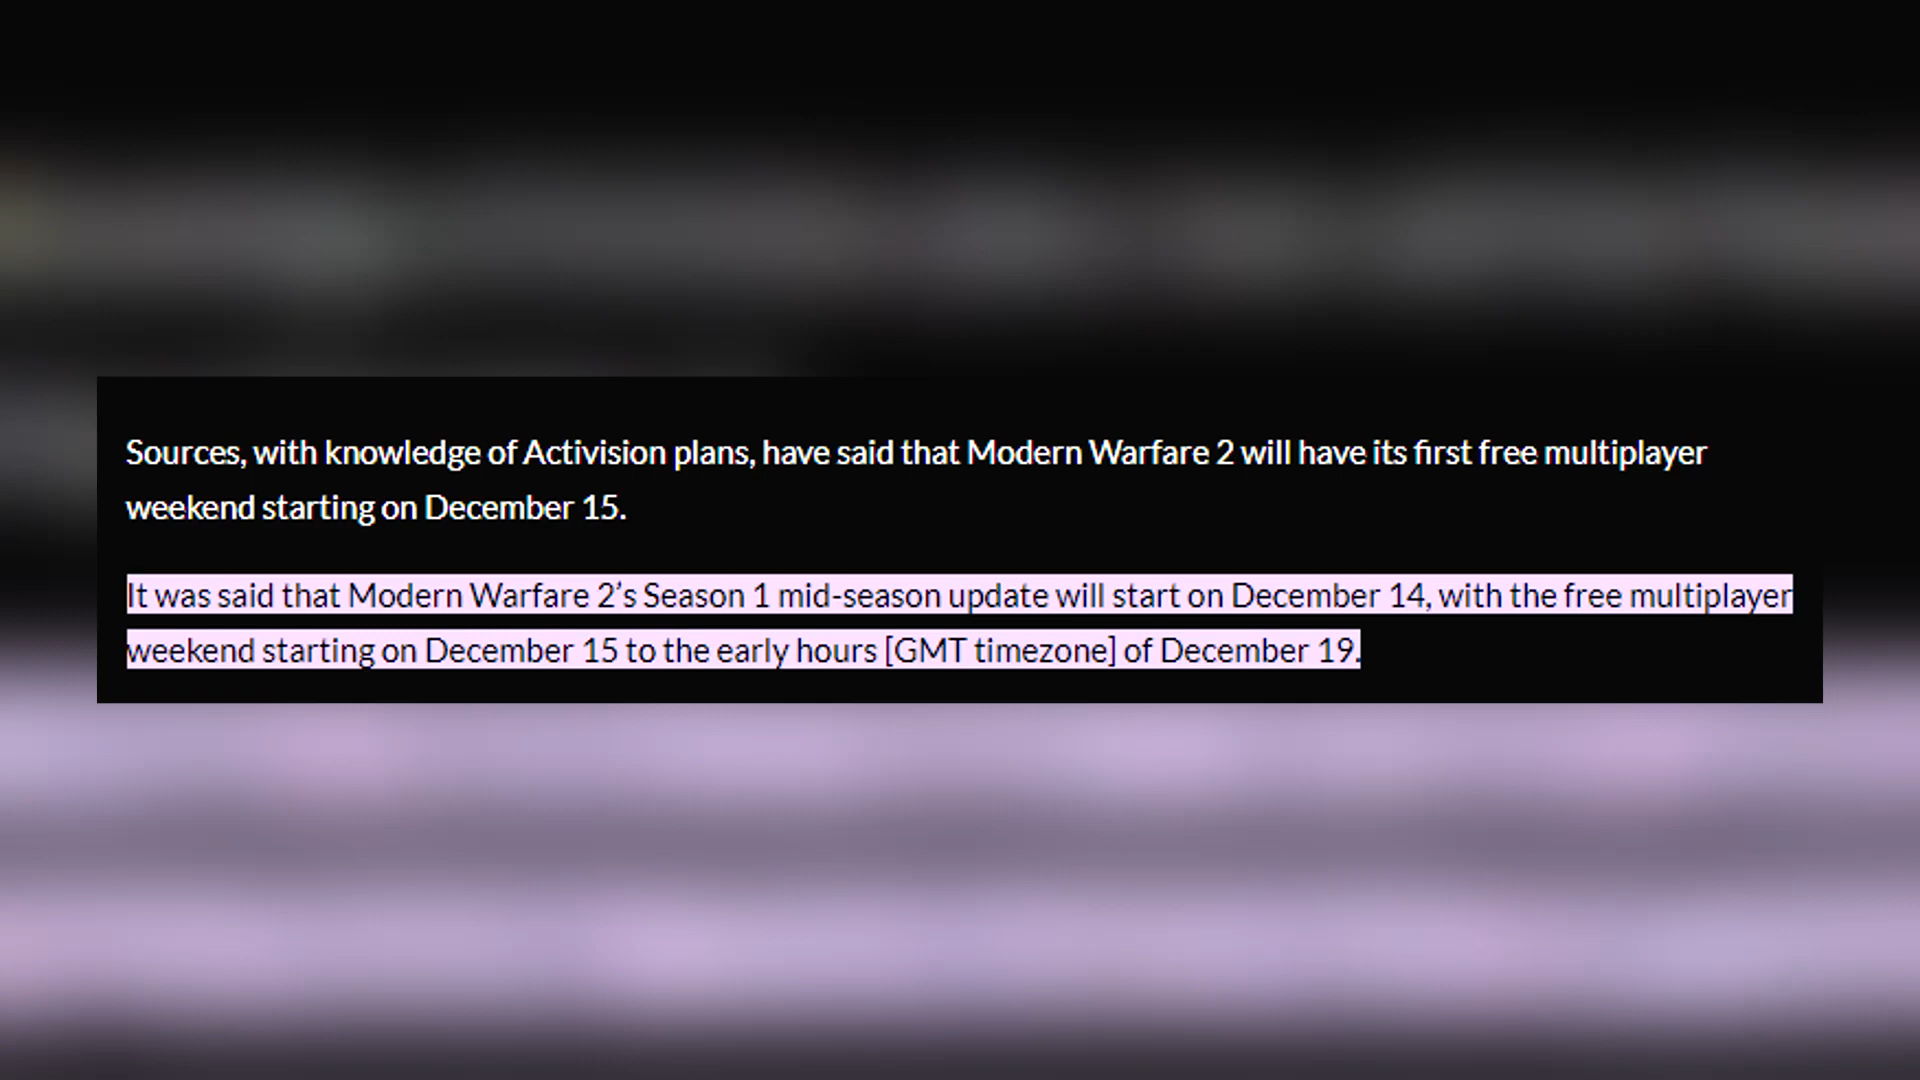 Sources, with knowledge of Activision plans, have said that Modern Warfare 2 will have its first free multiplayer
weekend starting on December 15.
It was said that Modern Warfare 2’s Season 1 mid-season update will start on December 14, with the free multiplayer
weekend starting on December 15 to the early hours [GMT timezone] of December 19.